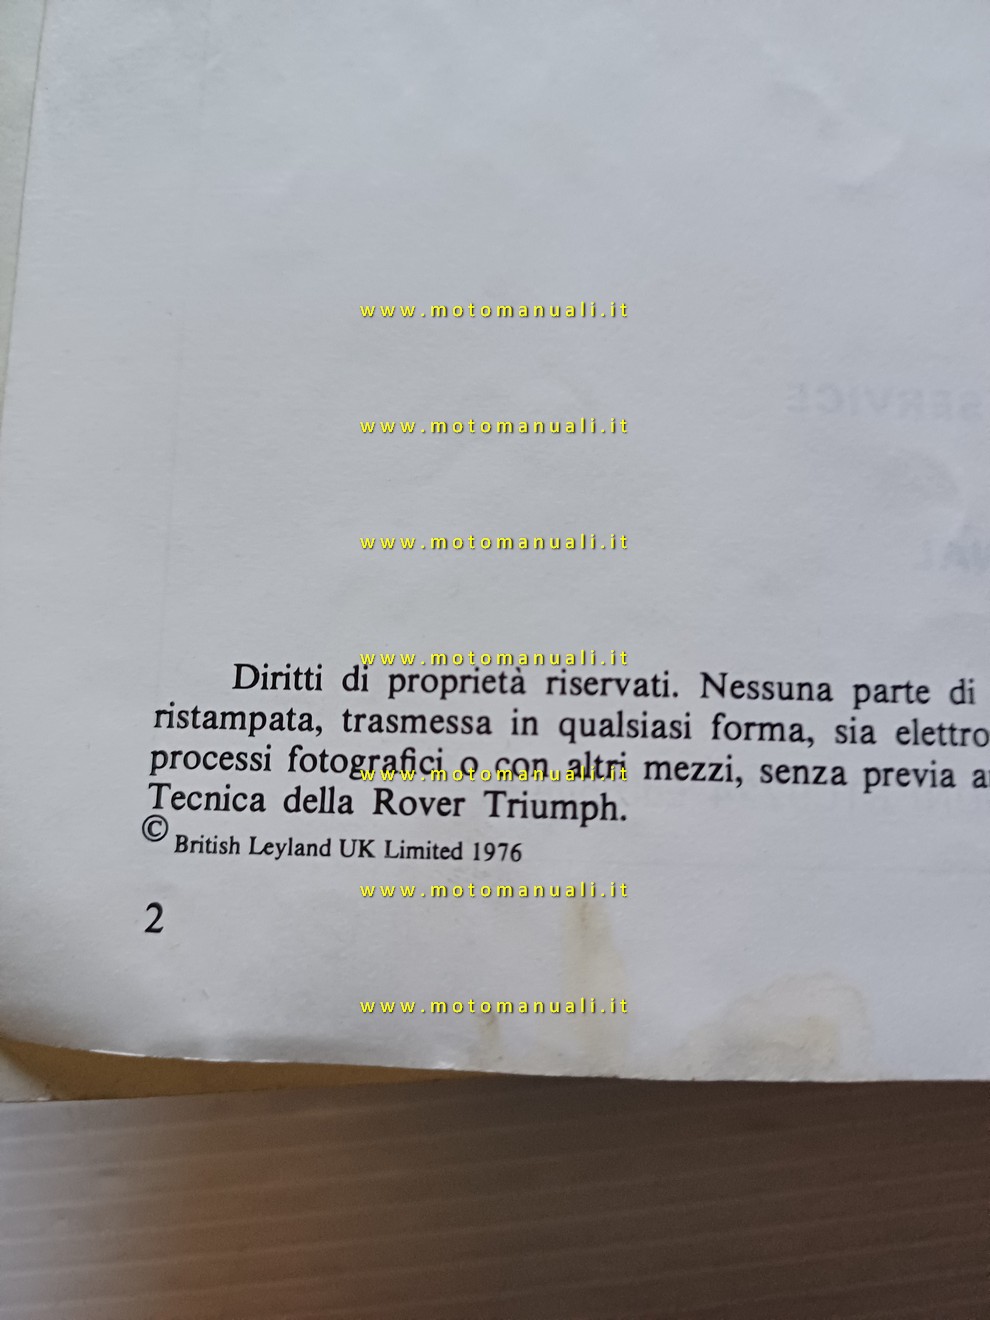 www.motomanuali.it
SERVICE
www.motomanuali.it
www.motomanuali.it
www.motomanuali.it
Diritti di proprietà riservati. Nessuna parte di
ristampata, trasmessa in qualsiasi forma, sia elettro
processi fotografici o con altri mezzi, senza previa a
www.motomanuali.it
Tecnica della Rover Triumph.
© British Leyland UK Limited 1976
www.motomanuali.it
2
www.motomanuali.it